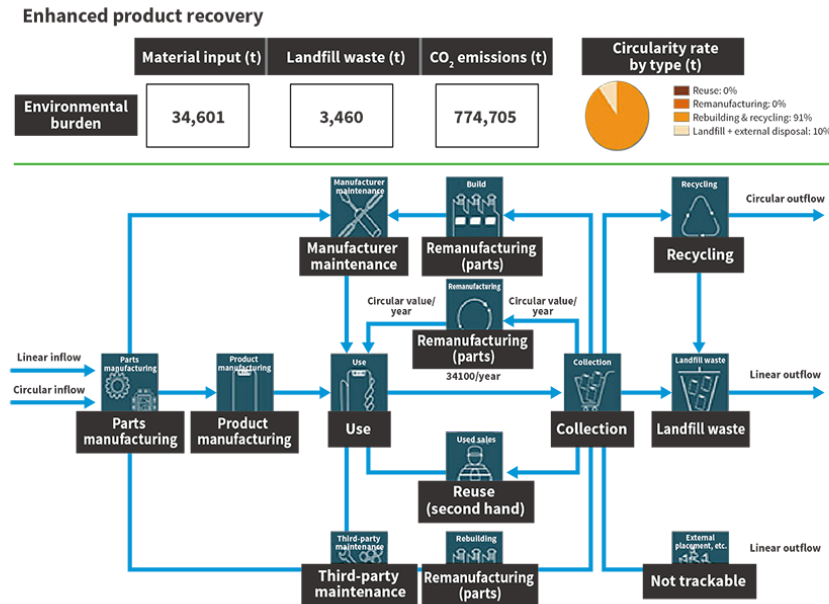 Enhanced product recovery
Material input (t)
Landfill waste (t)
CO₂ emissions (t)
Circularity rate
by type (t)
Environmental
burden
34,601
3,460
774,705
Reuse: 0%
Remanufacturing: 0%
Rebuilding & recycling: 91%
Landfill + external disposal: 10%
Manufacturer
maintenance
Manufacturer
maintenance
Build
Remanufacturing
(parts)
Recycling
Recycling
Circular outflow
Circular value/
year
Remanufacturing
Remanufacturing
(parts)
34100/year
Circular value/
year
Linear inflow
Circular inflow
Parts
manufacturing
Parts
manufacturing
Product
manufacturing
Product
manufacturing
Use
Use
Collection
Collection
Landfill waste
Landfill waste
Linear outflow
Used sales
Reuse
(second hand)
Third-party
maintenance
Third-party
maintenance
Rebuilding
Remanufacturing
(parts)
External
placement, etc.
Not trackable
Linear outflow